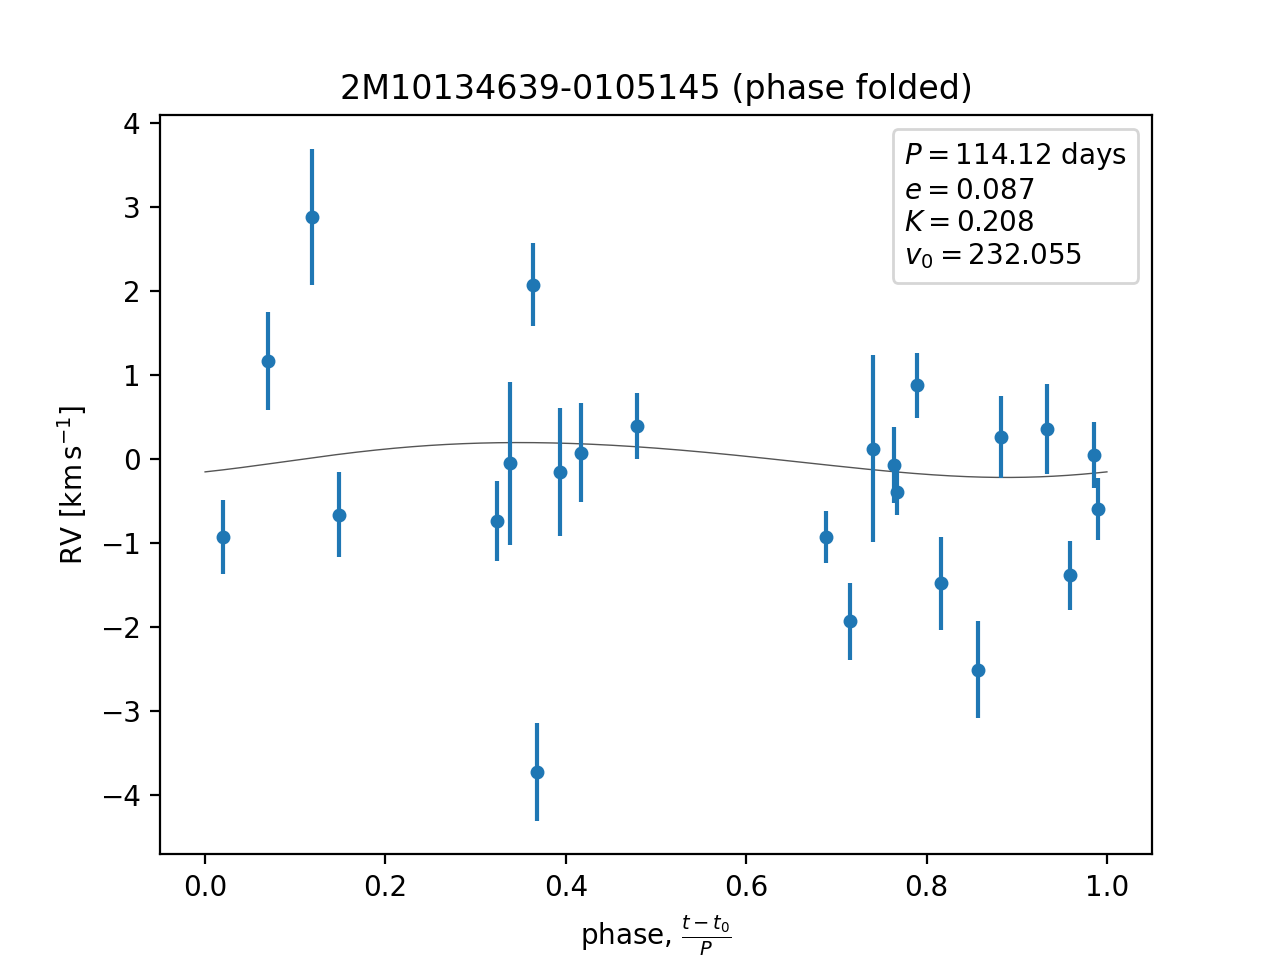 2M10134639-0105145 (phase folded)
P = 114.12 days
e = 0.087
K = 0.208
v₀ = 232.055
RV [km s⁻¹]
4
3
2
1
0
−1
−2
−3
−4
0.0 0.2 0.4 0.6 0.8 1.0
phase, (t − t₀)/P